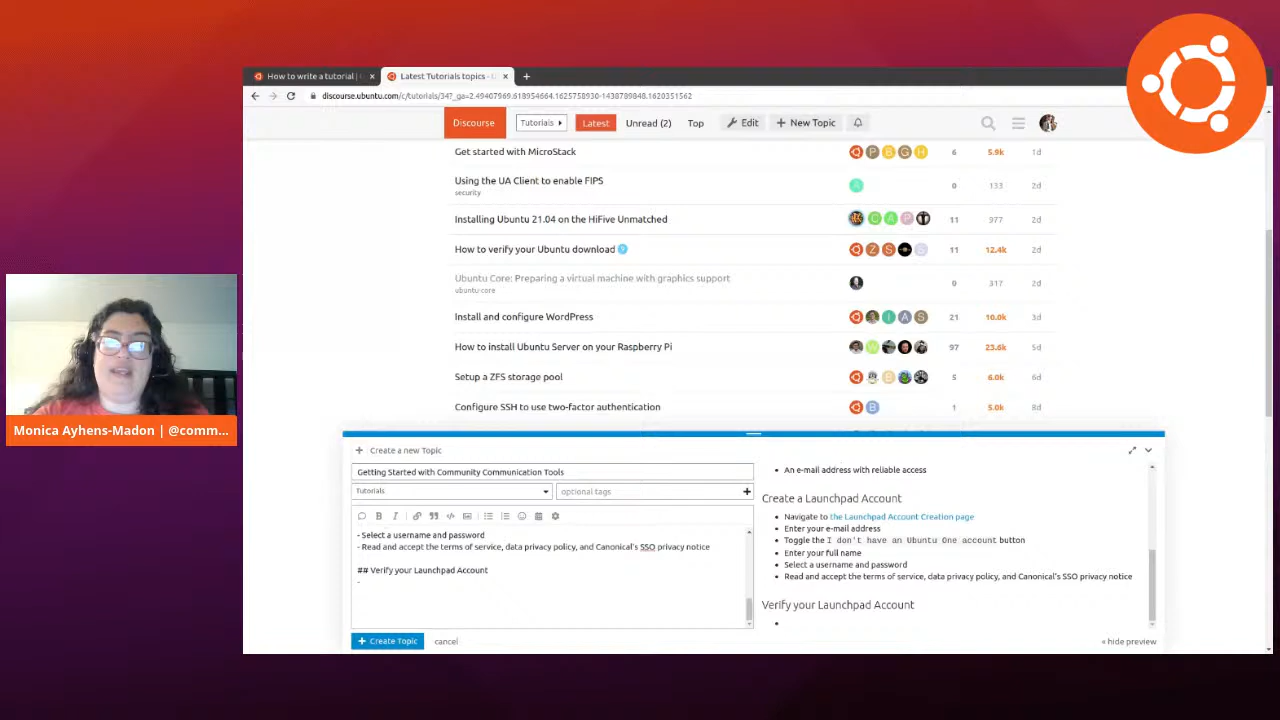 How to write a tutorial |
Latest Tutorials topics -
discourse.ubuntu.com/c/tutorials/34?_ga=2.49407969.618954664.1625758930-1438789848.1620351562
Discourse
Tutorials
Latest
Unread (2)
Top
Edit
+ New Topic
Get started with MicroStack
P B G H
6 5.9k 1d
Using the UA Client to enable FIPS
security
A
0 133 2d
Installing Ubuntu 21.04 on the HiFive Unmatched
C A P
11 977 2d
How to verify your Ubuntu download
Z S S
11 12.4k 2d
Ubuntu Core: Preparing a virtual machine with graphics support
ubuntu-core
0 317 2d
Install and configure WordPress
I A S
21 10.0k 3d
How to install Ubuntu Server on your Raspberry Pi
W
97 23.6k 5d
Setup a ZFS storage pool
B
5 6.0k 6d
Configure SSH to use two-factor authentication
B
1 5.0k 8d
Monica Ayhens-Madon | @comm...
+ Create a new Topic
Getting Started with Community Communication Tools
Tutorials
optional tags
B I
- Select a username and password
- Read and accept the terms of service, data privacy policy, and Canonical's SSO privacy notice
## Verify your Launchpad Account
-
+ Create Topic
cancel
• An e-mail address with reliable access
Create a Launchpad Account
• Navigate to the Launchpad Account Creation page
• Enter your e-mail address
• Toggle the I don't have an Ubuntu One account button
• Enter your full name
• Select a username and password
• Read and accept the terms of service, data privacy policy, and Canonical's SSO privacy notice
Verify your Launchpad Account
•
« hide preview